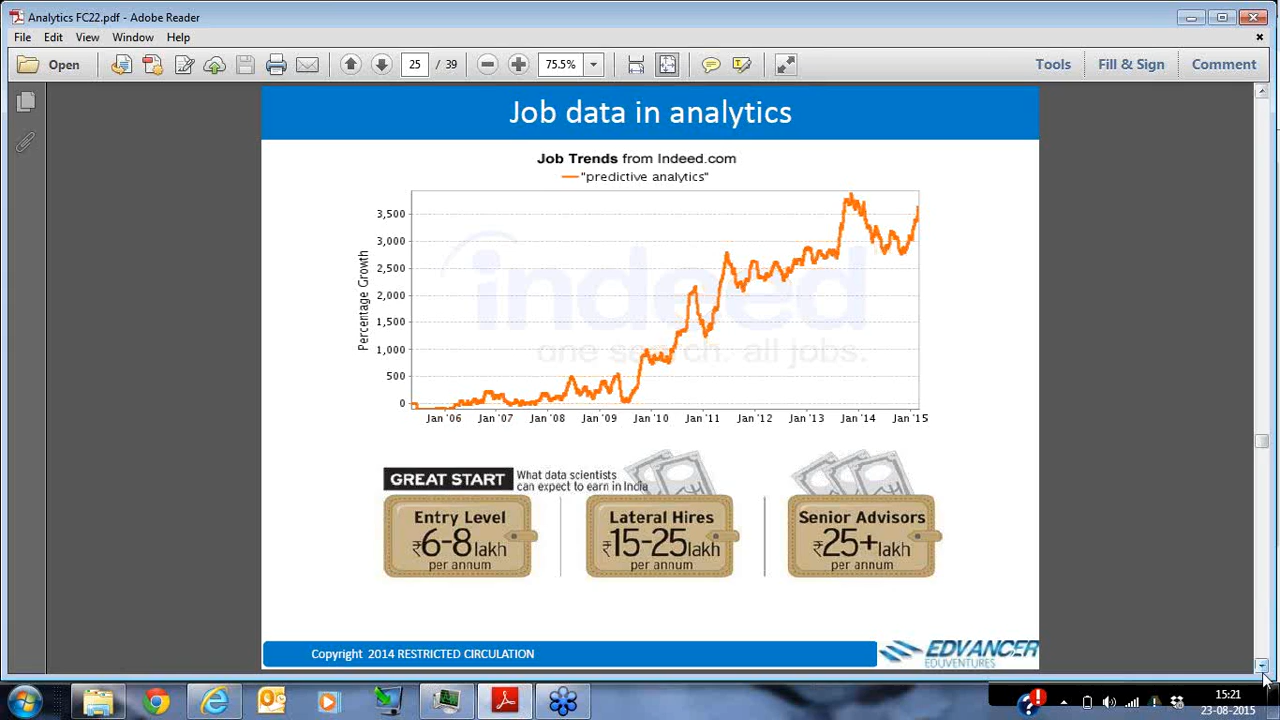 Analytics FC22.pdf - Adobe Reader
File Edit View Window Help
Open 25 / 39 75.5% Tools Fill & Sign Comment
Job data in analytics
Job Trends from Indeed.com
"predictive analytics"
Percentage Growth
3,500
3,000
2,500
2,000
1,500
1,000
500
0
indeed
one search. all jobs.
Jan '06 Jan '07 Jan '08 Jan '09 Jan '10 Jan '11 Jan '12 Jan '13 Jan '14 Jan '15
GREAT START What data scientists
can expect to earn in India
Entry Level
₹6-8 lakh
per annum
Lateral Hires
₹15-25 lakh
per annum
Senior Advisors
₹25+ lakh
per annum
Copyright 2014 RESTRICTED CIRCULATION
EDVANCER
EDUVENTURES
15:21
23-08-2015